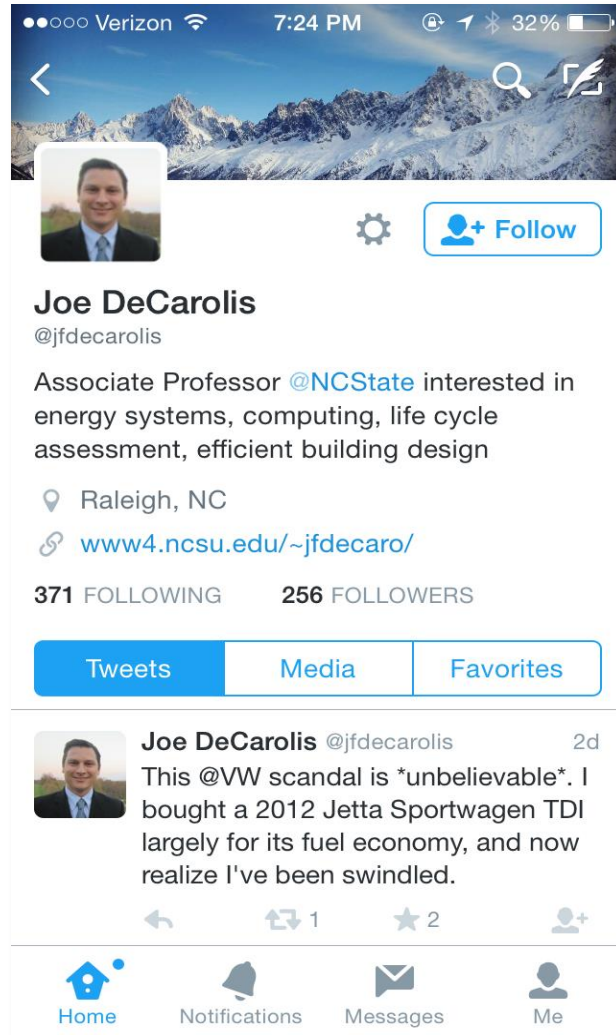 Verizon 7:24 PM 32%
Follow
Joe DeCarolis
@jfdecarolis
Associate Professor @NCState interested in
energy systems, computing, life cycle
assessment, efficient building design
Raleigh, NC
www4.ncsu.edu/~jfdecaro/
371 FOLLOWING 256 FOLLOWERS
Tweets Media Favorites
Joe DeCarolis @jfdecarolis 2d
This @VW scandal is *unbelievable*. I
bought a 2012 Jetta Sportwagen TDI
largely for its fuel economy, and now
realize I've been swindled.
1 2
Home Notifications Messages Me